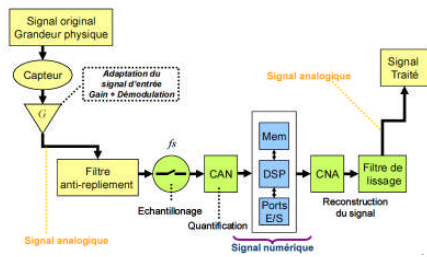 Signal original
Grandeur physique
Capteur
Adaptation du
signal d'entrée
Gain + Démodulation
G
Signal analogique
Signal
Traité
Filtre
anti-repliement
fs
Echantillonage
CAN
Quantification
Mem
DSP
Ports
E/S
CNA
Filtre de
lissage
Reconstruction
du signal
Signal analogique
Signal numérique